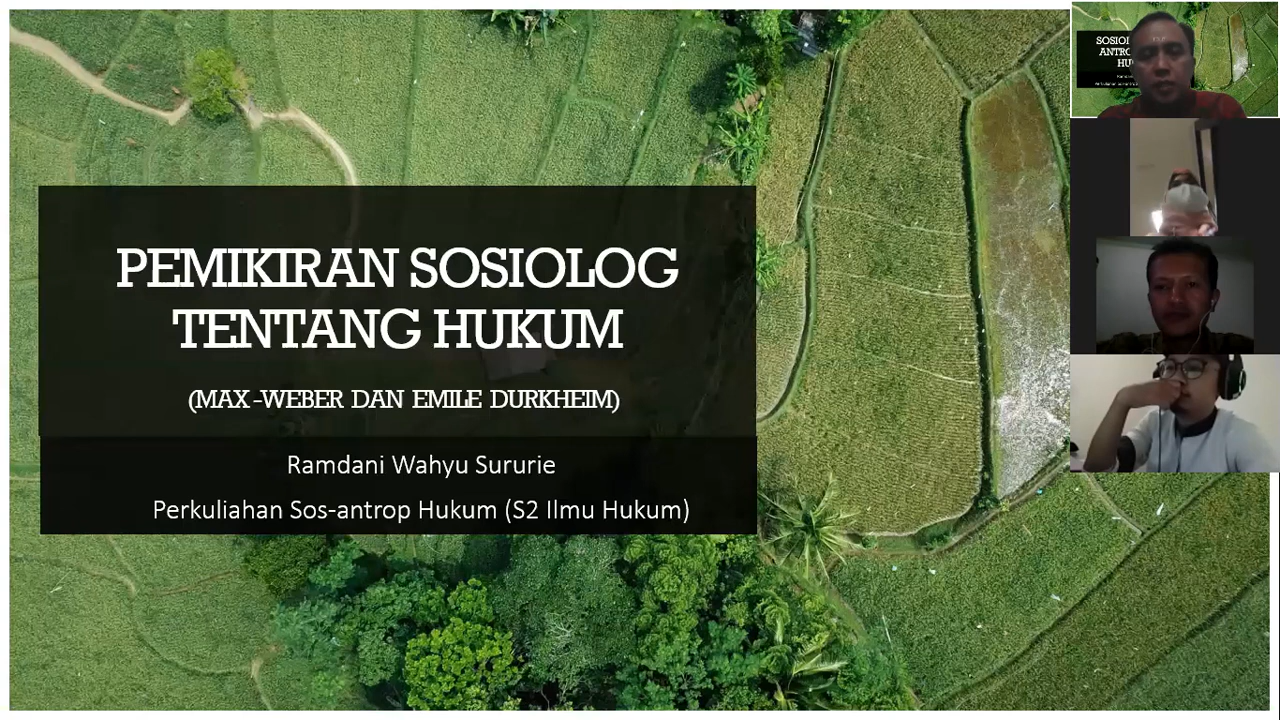 PEMIKIRAN SOSIOLOG
TENTANG HUKUM
(MAX-WEBER DAN EMILE DURKHEIM)
Ramdani Wahyu Sururie
Perkuliahan Sos-antrop Hukum (S2 Ilmu Hukum)